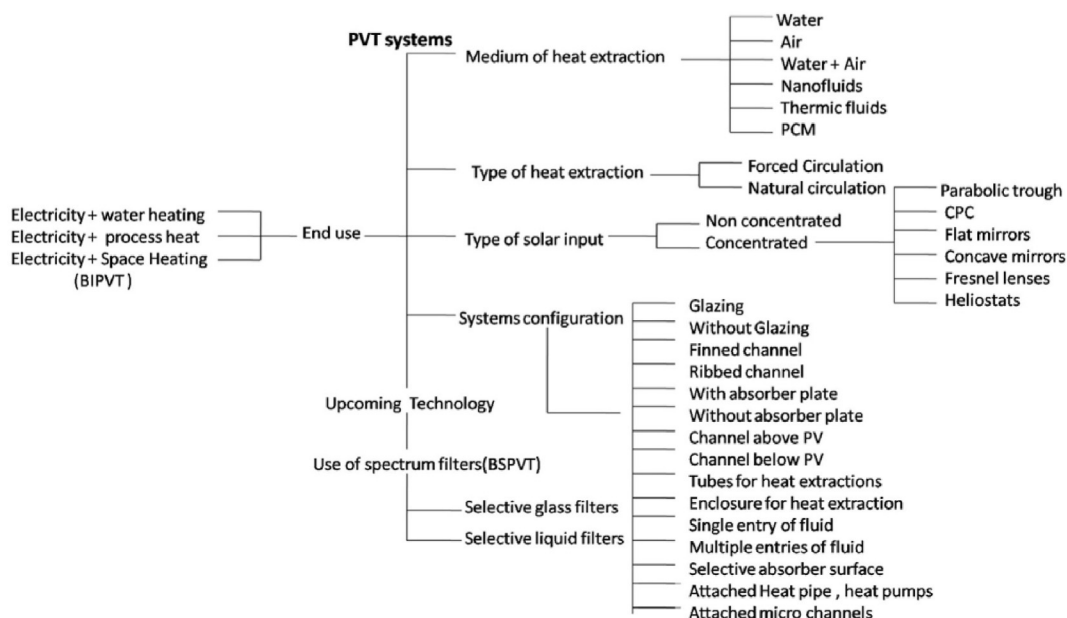 PVT systems
Medium of heat extraction
Water
Air
Water + Air
Nanofluids
Thermic fluids
PCM
Type of heat extraction
Forced Circulation
Natural circulation
Electricity + water heating
Electricity + process heat
Electricity + Space Heating
(BIPVT)
End use
Type of solar input
Non concentrated
Concentrated
Parabolic trough
CPC
Flat mirrors
Concave mirrors
Fresnel lenses
Heliostats
Systems configuration
Glazing
Without Glazing
Finned channel
Ribbed channel
With absorber plate
Without absorber plate
Channel above PV
Channel below PV
Tubes for heat extractions
Enclosure for heat extraction
Single entry of fluid
Multiple entries of fluid
Selective absorber surface
Attached Heat pipe , heat pumps
Attached micro channels
Upcoming Technology
Use of spectrum filters(BSPVT)
Selective glass filters
Selective liquid filters